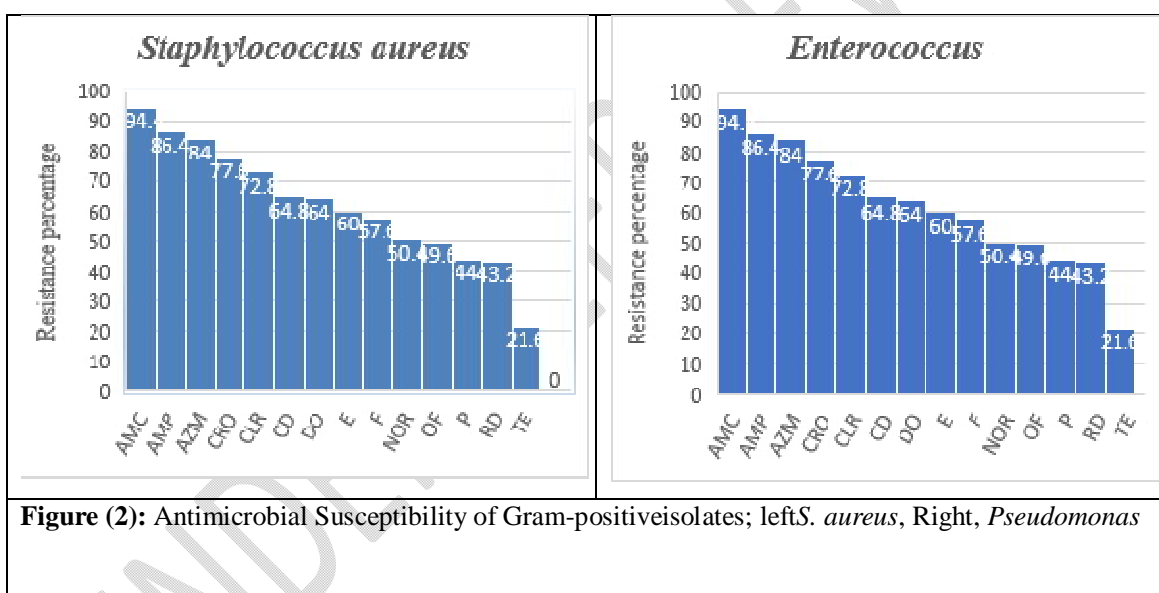 Staphylococcus aureus
Resistance percentage
100
90
80
70
60
50
40
30
20
10
0
94.4
86.4
84
77.6
72.8
64.8
64
60
57.6
50.4
49.6
44
43.2
21.6
0
AMC
AMP
AZM
CRO
CLR
CD
DO
E
F
NOR
OF
P
RD
TE
Enterococcus
Resistance percentage
100
90
80
70
60
50
40
30
20
10
0
94.
86.4
84
77.6
72.8
64.8
64
60
57.6
50.4
49.6
44
43.2
21.6
AMC
AMP
AZM
CRO
CLR
CD
DO
E
F
NOR
OF
P
RD
TE
Figure (2): Antimicrobial Susceptibility of Gram-positiveisolates; leftS. aureus, Right, Pseudomonas